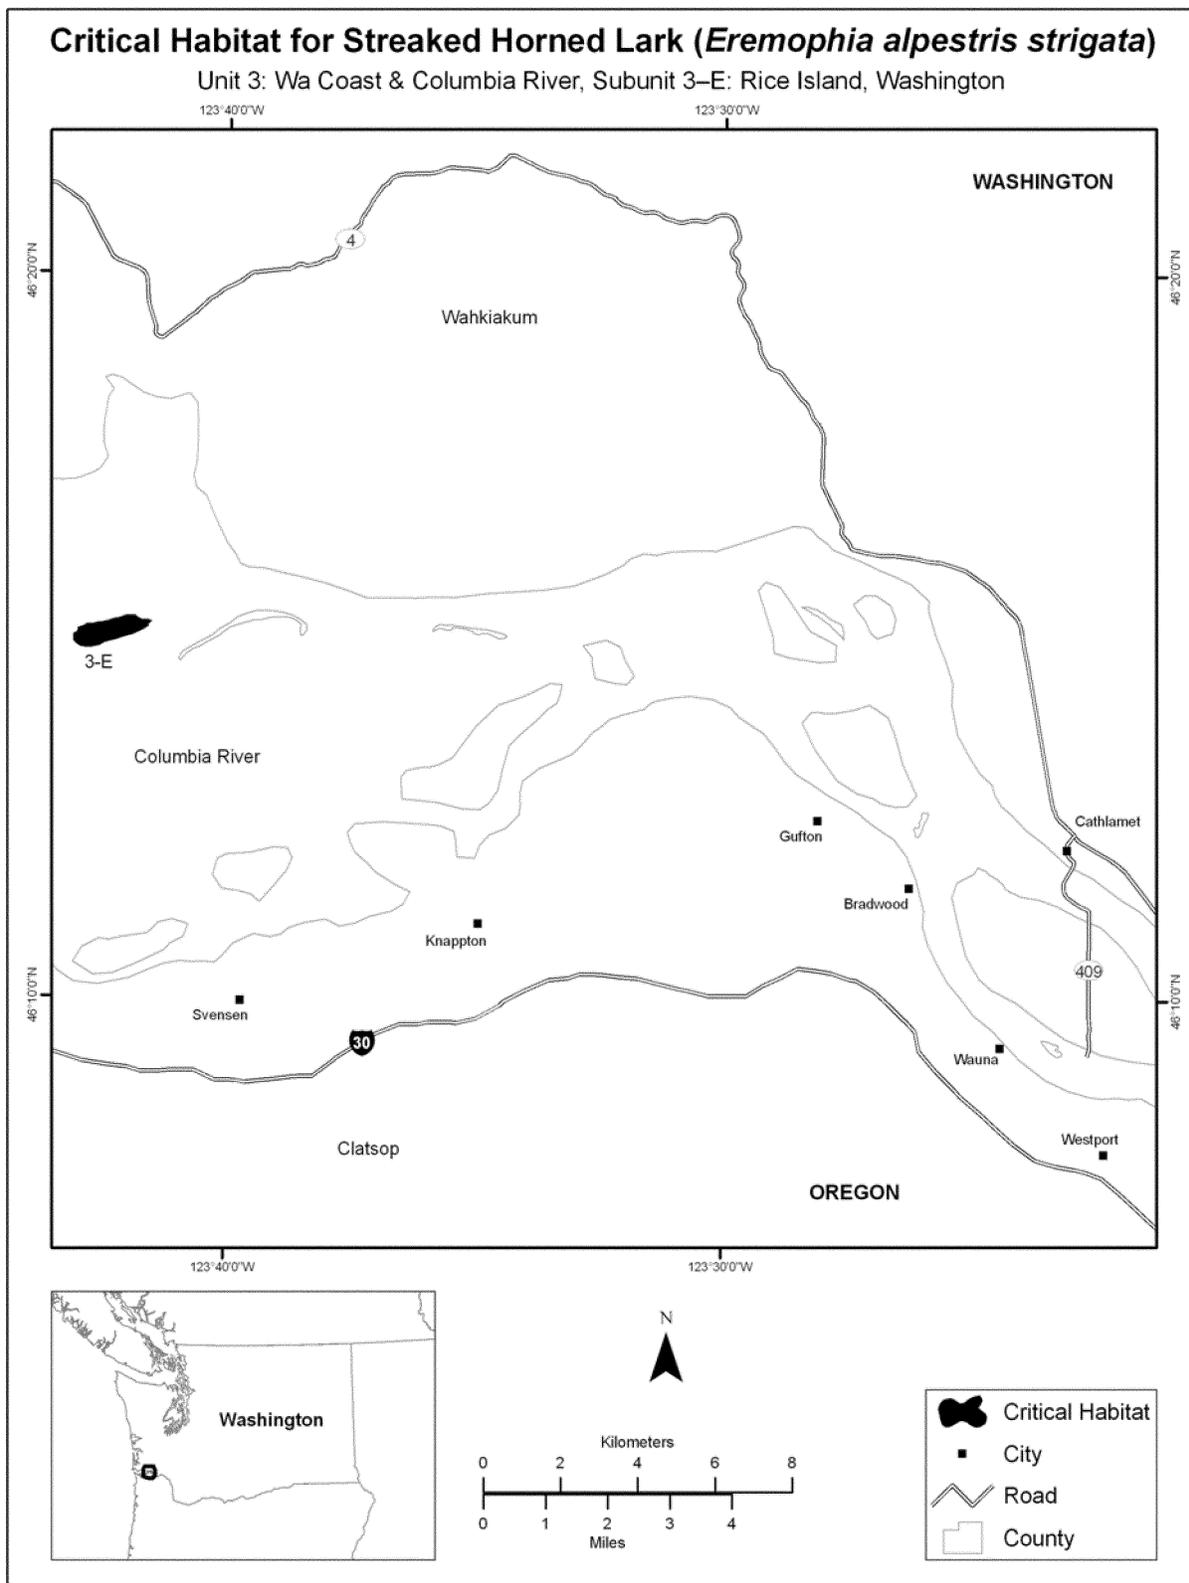 Critical Habitat for Streaked Horned Lark (Eremophia alpestris strigata)
Unit 3: Wa Coast & Columbia River, Subunit 3–E: Rice Island, Washington
123°40'0"W
123°30'0"W
WASHINGTON
4
46°20'0"N
46°20'0"N
Wahkiakum
3-E
Columbia River
Cathlamet
Gufton
Bradwood
Knappton
409
46°10'0"N
46°10'0"N
Svensen
30
Wauna
Westport
Clatsop
OREGON
123°40'0"W
123°30'0"W
Washington
N
Kilometers
0 2 4 6 8
0 1 2 3 4
Miles
Critical Habitat
City
Road
County